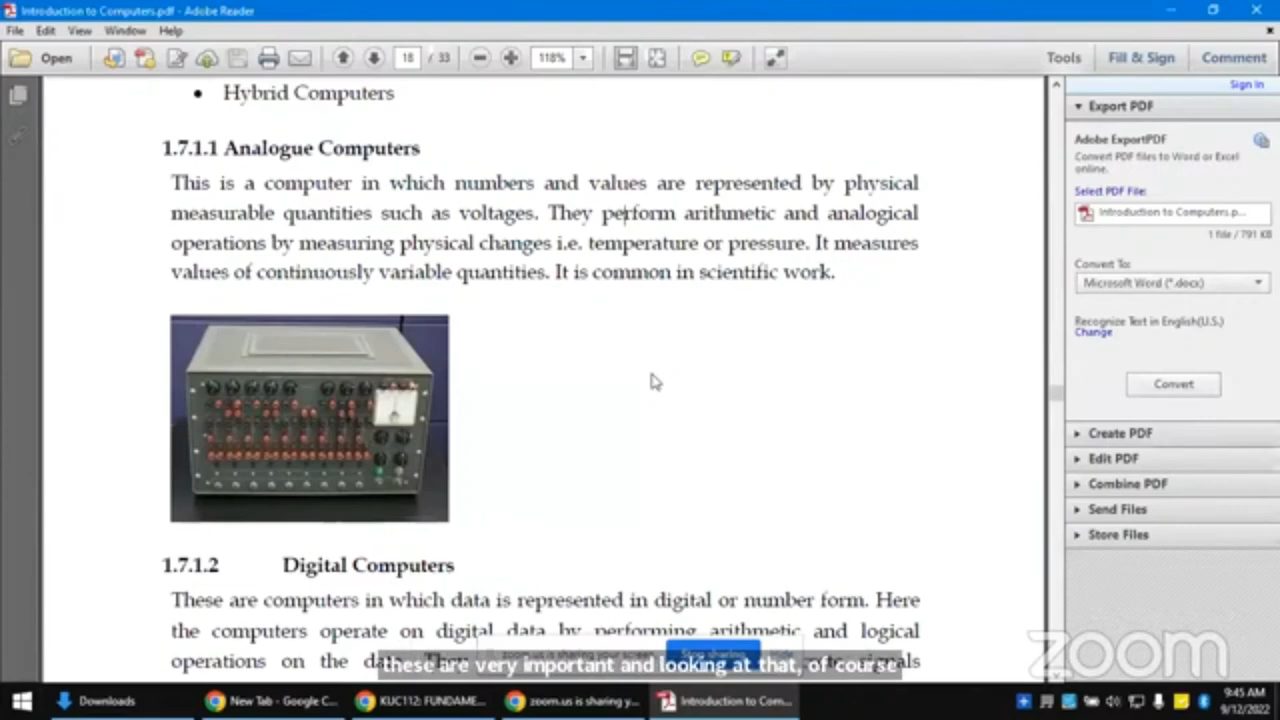 Introduction to Computers.pdf - Adobe Reader
File Edit View Window Help
Open 18 / 33 118% Tools Fill & Sign Comment
Sign In
• Hybrid Computers
1.7.1.1 Analogue Computers
This is a computer in which numbers and values are represented by physical
measurable quantities such as voltages. They perform arithmetic and analogical
operations by measuring physical changes i.e. temperature or pressure. It measures
values of continuously variable quantities. It is common in scientific work.
1.7.1.2 Digital Computers
These are computers in which data is represented in digital or number form. Here
the computers operate on digital data by performing arithmetic and logical
operations on the
signals
zoom.us is sharing your screen. Stop sharing
these are very important and looking at that, of course
Export PDF
Adobe ExportPDF
Convert PDF files to Word or Excel
online.
Select PDF File:
Introduction to Computers.p...
1 file / 791 KB
Convert To:
Microsoft Word (*.docx)
Recognize Text in English(U.S.)
Change
Convert
Create PDF
Edit PDF
Combine PDF
Send Files
Store Files
zoom
Downloads
New Tab - Google C...
KUC112: FUNDAME...
zoom.us is sharing y...
Introduction to Com...
9:45 AM
9/12/2022